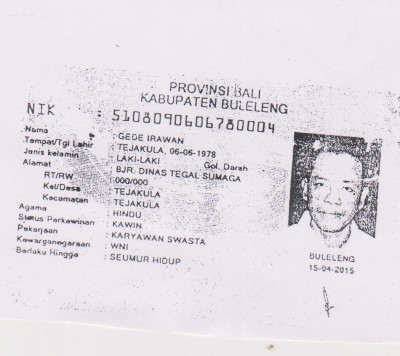 PROVINSI BALI
KABUPATEN BULELENG
NIK : 5108090606780004
Nama : GEDE IRAWAN
Tempat/Tgl Lahir : TEJAKULA, 06-06-1978
Jenis kelamin : LAKI-LAKI Gol. Darah
Alamat : BJR. DINAS TEGAL SUMAGA
RT/RW : 000/000
Kel/Desa : TEJAKULA
Kecamatan : TEJAKULA
Agama : HINDU
Status Perkawinan : KAWIN
Pekerjaan : KARYAWAN SWASTA
Kewarganegaraan : WNI
Berlaku Hingga : SEUMUR HIDUP
BULELENG
15-04-2015